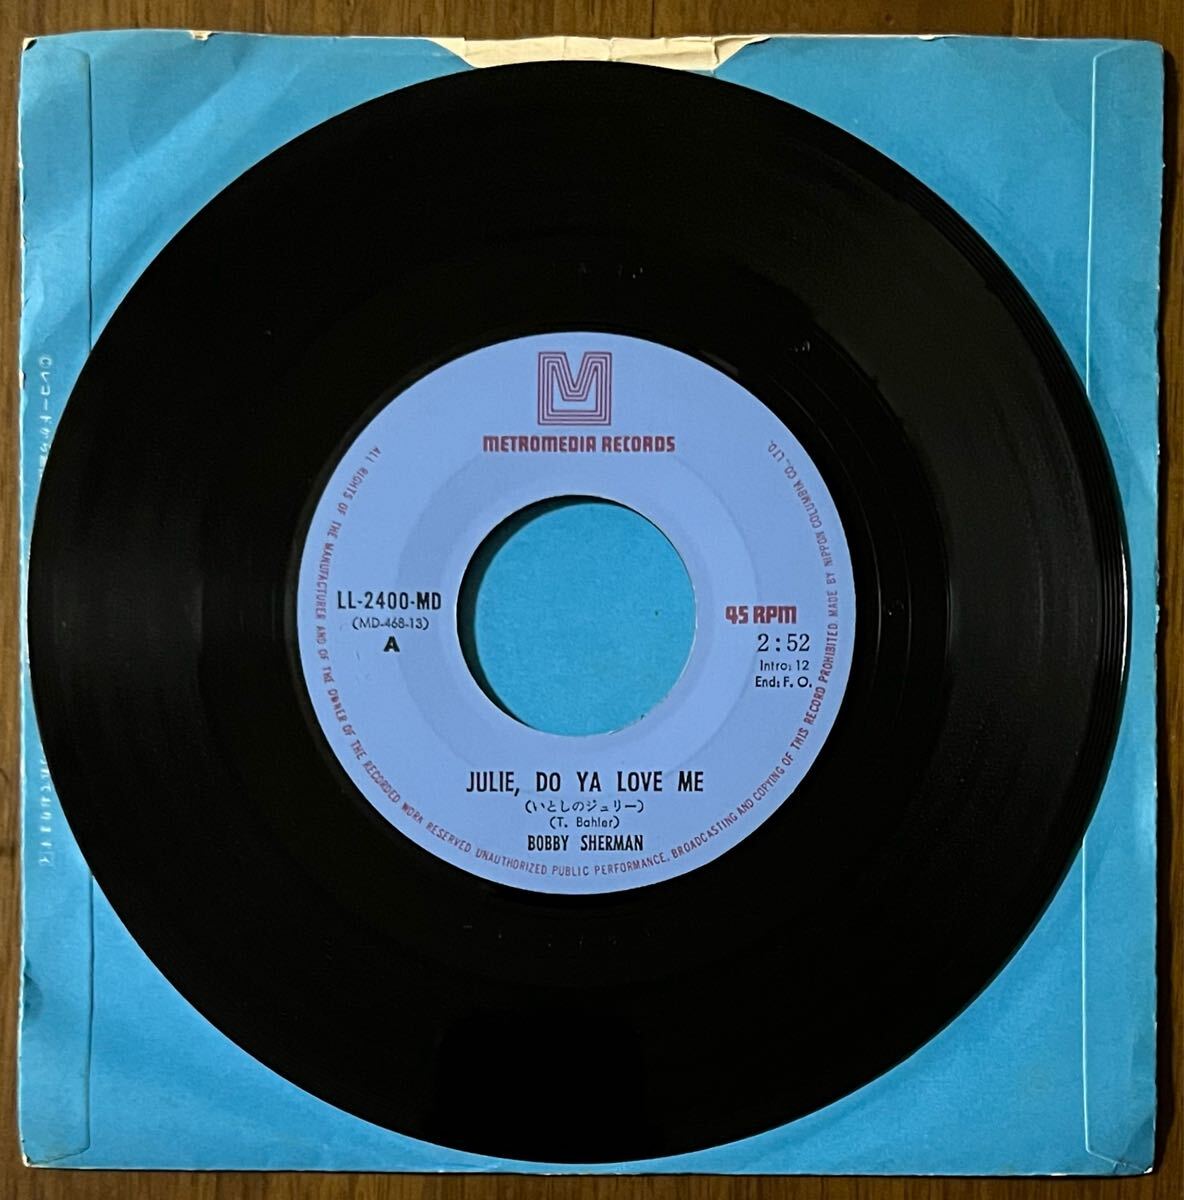 METROMEDIA RECORDS
ALL RIGHTS OF THE MANUFACTURER AND OF THE OWNER OF THE RECORDED WORK RESERVED. UNAUTHORIZED PUBLIC PERFORMANCE, BROADCASTING AND COPYING OF THIS RECORD PROHIBITED. MADE BY NIPPON COLUMBIA CO., LTD.
LL-2400-MD
(MD-468-13)
A
45 RPM
2:52
Intro: 12
End: F. O.
JULIE, DO YA LOVE ME
(いとしのジュリー)
(T. Bahler)
BOBBY SHERMAN